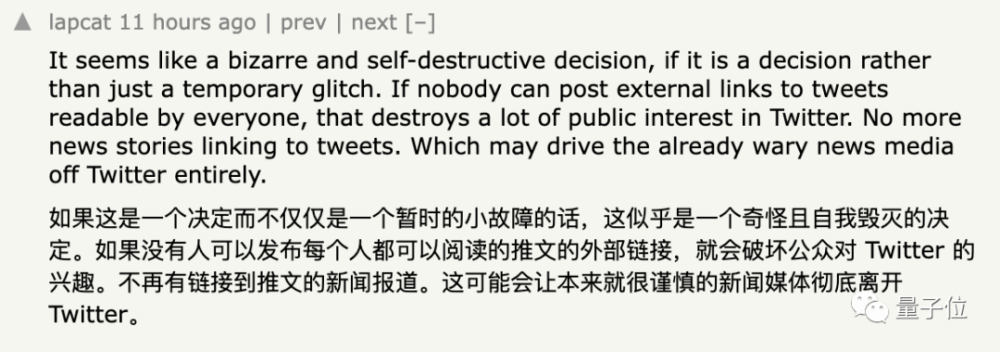 ▲ lapcat 11 hours ago | prev | next [–]
It seems like a bizarre and self-destructive decision, if it is a decision rather
than just a temporary glitch. If nobody can post external links to tweets
readable by everyone, that destroys a lot of public interest in Twitter. No more
news stories linking to tweets. Which may drive the already wary news media
off Twitter entirely.
如果这是一个决定而不仅仅是一个暂时的小故障的话，这似乎是一个奇怪且自我毁灭的决
定。如果没有人可以发布每个人都可以阅读的推文的外部链接，就会破坏公众对 Twitter 的
兴趣。不再有链接到推文的新闻报道。这可能会让本来就很谨慎的新闻媒体彻底离开
Twitter。
量子位